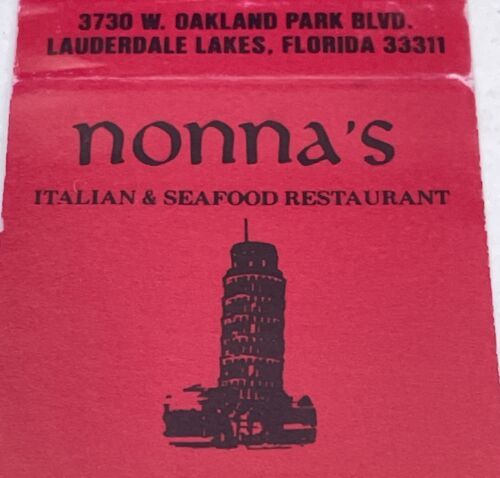 3730 W. OAKLAND PARK BLVD.
LAUDERDALE LAKES, FLORIDA 33311
nonna's
ITALIAN & SEAFOOD RESTAURANT